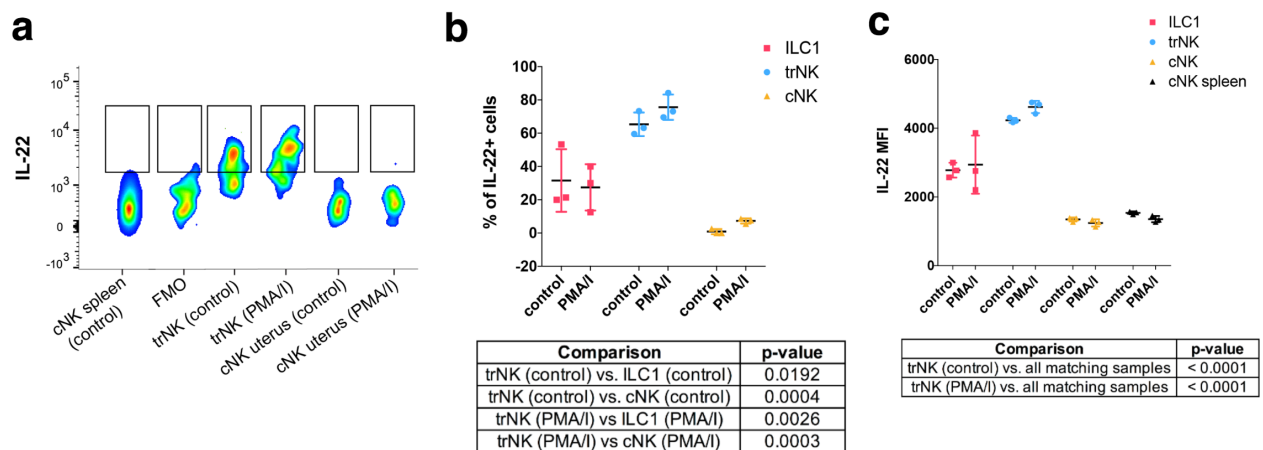 a
IL-22
10^5
10^4
10^3
0
-10^3
cNK spleen
(control)
FMO
trNK (control)
trNK (PMA/I)
cNK uterus (control)
cNK uterus (PMA/I)
b
ILC1
trNK
cNK
% of IL-22+ cells
100
80
60
40
20
0
-20
control
PMA/I
control
PMA/I
control
PMA/I
Comparison p-value
trNK (control) vs. ILC1 (control) 0.0192
trNK (control) vs. cNK (control) 0.0004
trNK (PMA/I) vs ILC1 (PMA/I) 0.0026
trNK (PMA/I) vs cNK (PMA/I) 0.0003
c
ILC1
trNK
cNK
cNK spleen
IL-22 MFI
6000
4000
2000
0
control
PMA/I
control
PMA/I
control
PMA/I
control
PMA/I
Comparison p-value
trNK (control) vs. all matching samples < 0.0001
trNK (PMA/I) vs. all matching samples < 0.0001